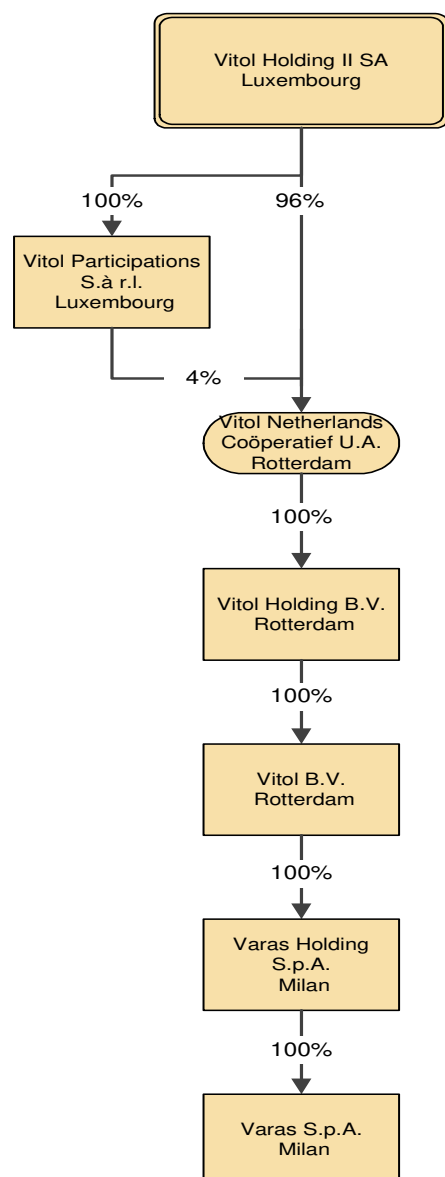 Vitol Holding II SA
Luxembourg
100%
96%
Vitol Participations
S.à r.l.
Luxembourg
4%
Vitol Netherlands
Coöperatief U.A.
Rotterdam
100%
Vitol Holding B.V.
Rotterdam
100%
Vitol B.V.
Rotterdam
100%
Varas Holding
S.p.A.
Milan
100%
Varas S.p.A.
Milan